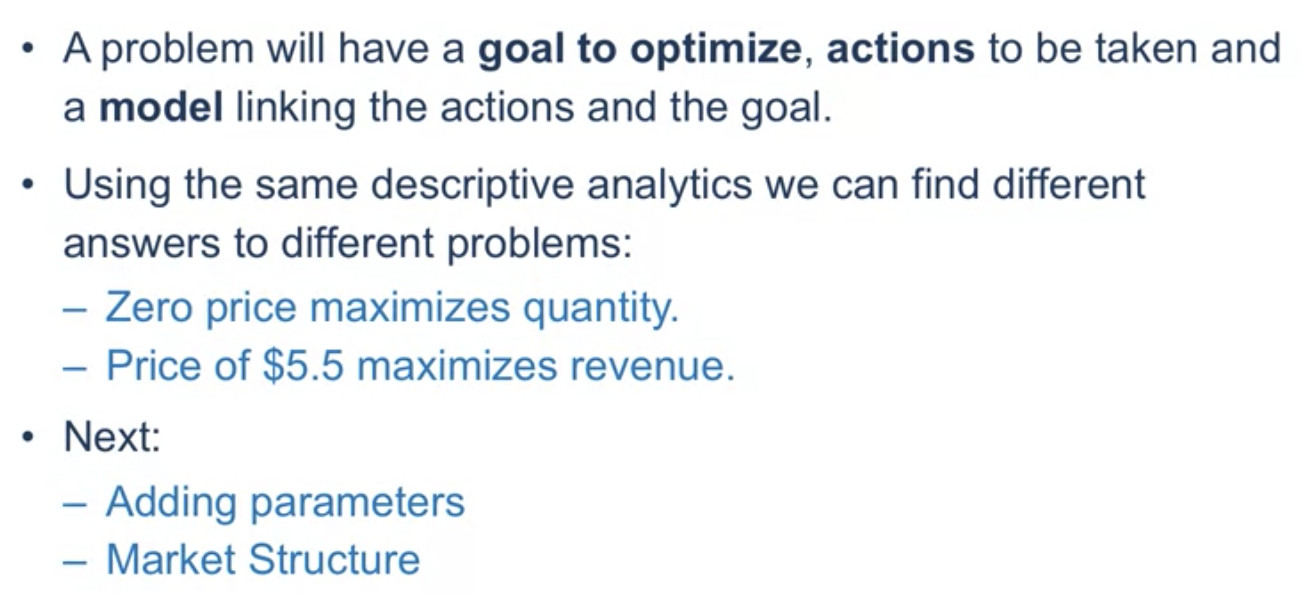 • A problem will have a goal to optimize, actions to be taken and
a model linking the actions and the goal.
• Using the same descriptive analytics we can find different
answers to different problems:
– Zero price maximizes quantity.
– Price of $5.5 maximizes revenue.
• Next:
– Adding parameters
– Market Structure